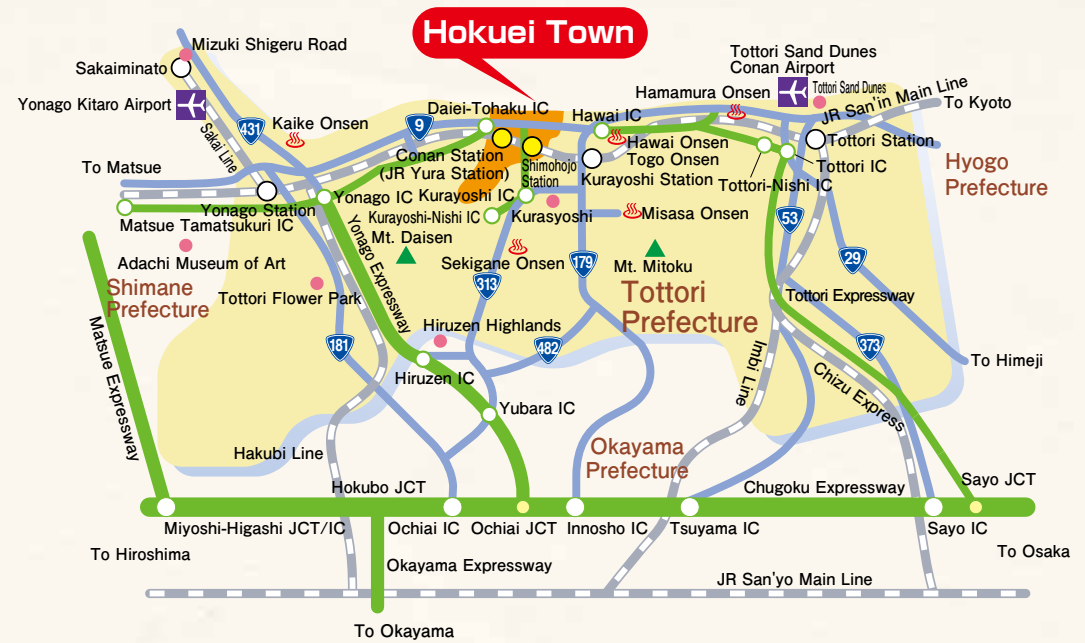 Hokuei Town
Mizuki Shigeru Road
Sakaiminato
Yonago Kitaro Airport
Sakai Line
431
Kaike Onsen
9
Daiei-Tohaku IC
Hawai IC
Hamamura Onsen
Tottori Sand Dunes
Conan Airport
Tottori Sand Dunes
JR San'in Main Line
To Kyoto
To Matsue
Conan Station
(JR Yura Station)
Shimohojo
Station
Hawai Onsen
Togo Onsen
Kurayoshi Station
Tottori Station
Tottori IC
Tottori-Nishi IC
Hyogo
Prefecture
Yonago Station
Yonago IC
Kurayoshi IC
Kurayoshi-Nishi IC
Kurasyoshi
Misasa Onsen
Matsue Tamatsukuri IC
Mt. Daisen
Sekigane Onsen
179
Mt. Mitoku
53
29
Adachi Museum of Art
Shimane
Prefecture
Tottori Flower Park
Yonago Expressway
313
Tottori
Prefecture
Tottori Expressway
Matsue Expressway
181
Hiruzen Highlands
482
373
To Himeji
Hiruzen IC
Imbi Line
Chizu Express
Yubara IC
Hakubi Line
Okayama
Prefecture
Hokubo JCT
Chugoku Expressway
Sayo JCT
Miyoshi-Higashi JCT/IC
Ochiai IC
Ochiai JCT
Innosho IC
Tsuyama IC
Sayo IC
To Hiroshima
To Osaka
Okayama Expressway
JR San'yo Main Line
To Okayama